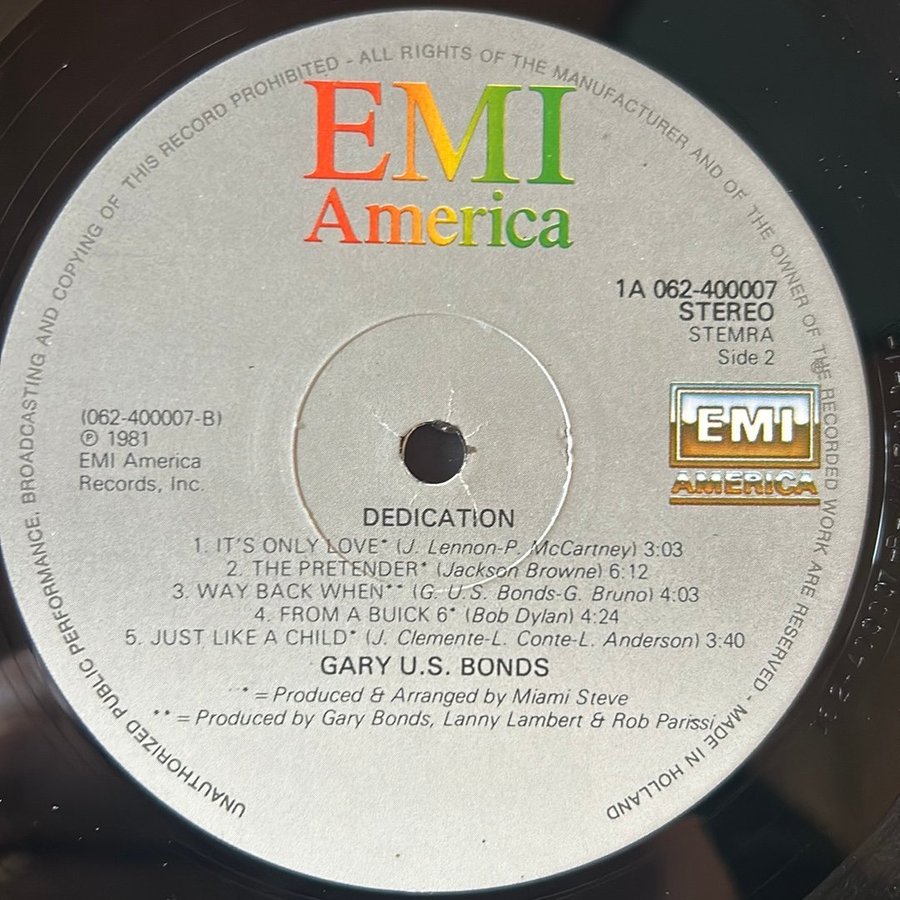 UNAUTHORIZED PUBLIC PERFORMANCE, BROADCASTING AND COPYING OF THIS RECORD PROHIBITED - ALL RIGHTS OF THE MANUFACTURER AND OF THE OWNER OF THE RECORDED WORK ARE RESERVED - MADE IN HOLLAND
EMI
America
1A 062-400007
STEREO
STEMRA
Side 2
(062-400007-B)
℗ 1981
EMI America
Records, Inc.
EMI
AMERICA
DEDICATION
1. IT'S ONLY LOVE* (J. Lennon-P. McCartney) 3:03
2. THE PRETENDER* (Jackson Browne) 6:12
3. WAY BACK WHEN** (G. U.S. Bonds-G. Bruno) 4:03
4. FROM A BUICK 6* (Bob Dylan) 4:24
5. JUST LIKE A CHILD* (J. Clemente-L. Conte-L. Anderson) 3:40
GARY U.S. BONDS
* = Produced & Arranged by Miami Steve
** = Produced by Gary Bonds, Lanny Lambert & Rob Parissi